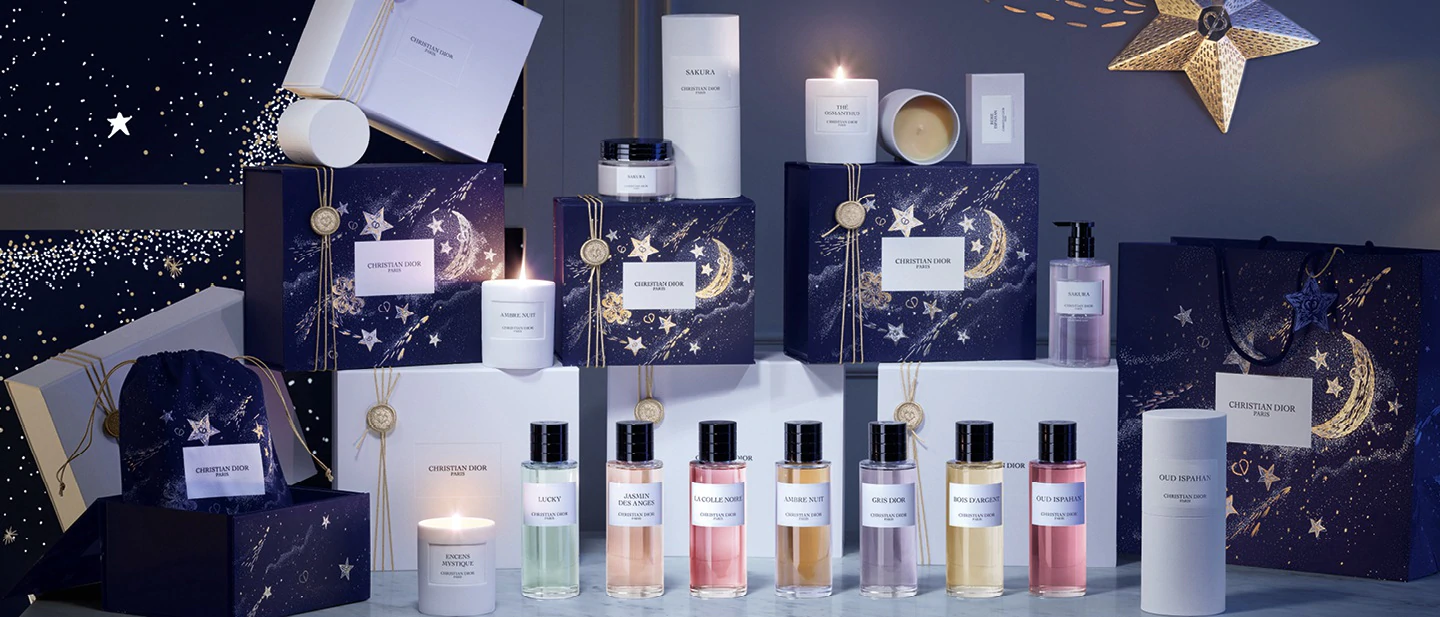 CHRISTIAN DIOR
PARIS
SAKURA
CHRISTIAN DIOR
PARIS
THÉ
OSMANTHUS
CHRISTIAN DIOR
PARIS
SAKURA
CHRISTIAN DIOR
PARIS
CHRISTIAN DIOR
PARIS
CHRISTIAN DIOR
PARIS
SAKURA
CHRISTIAN DIOR
PARIS
AMBRE NUIT
CHRISTIAN DIOR
PARIS
CHRISTIAN DIOR
PARIS
CHRISTIAN DIOR
PARIS
CHRISTIAN DIOR
PARIS
LUCKY
CHRISTIAN DIOR
PARIS
JASMIN
DES ANGES
CHRISTIAN DIOR
PARIS
LA COLLE NOIRE
CHRISTIAN DIOR
PARIS
AMBRE NUIT
CHRISTIAN DIOR
PARIS
GRIS DIOR
CHRISTIAN DIOR
PARIS
BOIS D'ARGENT
CHRISTIAN DIOR
PARIS
DIOR
OUD ISPAHAN
CHRISTIAN DIOR
PARIS
OUD ISPAHAN
CHRISTIAN DIOR
PARIS
ENCENS
MYSTIQUE
CHRISTIAN DIOR
PARIS